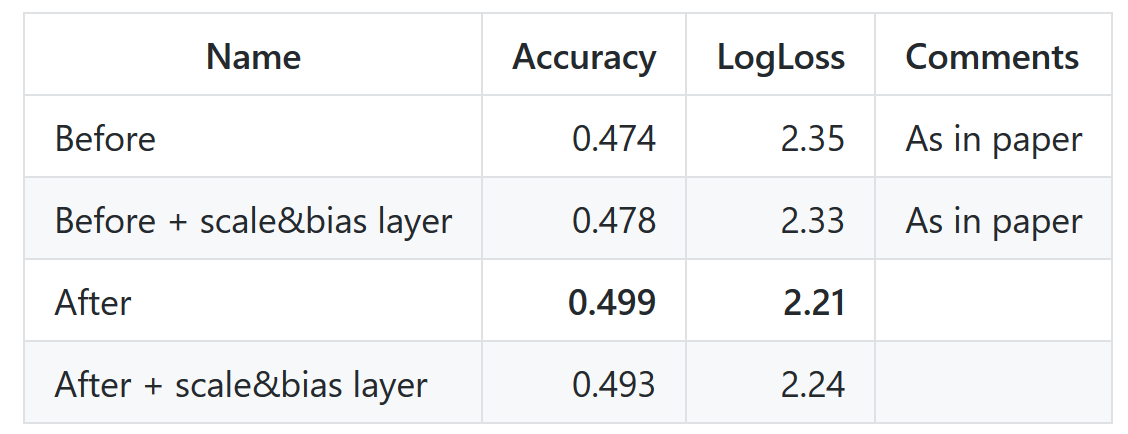 Name Accuracy LogLoss Comments
Before 0.474 2.35 As in paper
Before + scale&bias layer 0.478 2.33 As in paper
After 0.499 2.21
After + scale&bias layer 0.493 2.24